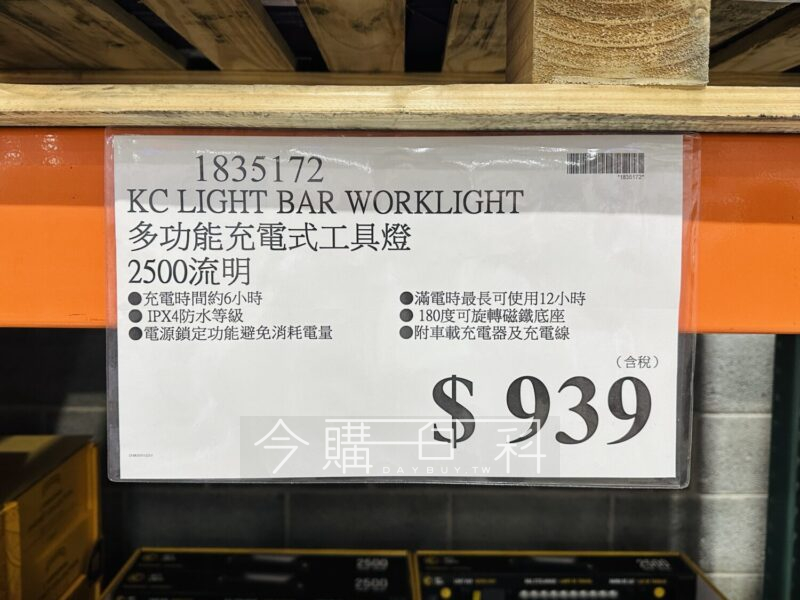 1835172
*1835172*
KC LIGHT BAR WORKLIGHT
多功能充電式工具燈
2500流明
●充電時間約6小時
●滿電時最長可使用12小時
● IPX4防水等級
● 180度可旋轉磁鐵底座
●電源鎖定功能避免消耗電量
●附車載充電器及充電線
(含稅)
$ 939
今購百科
DAYBUY.TW
2500
2500
2500